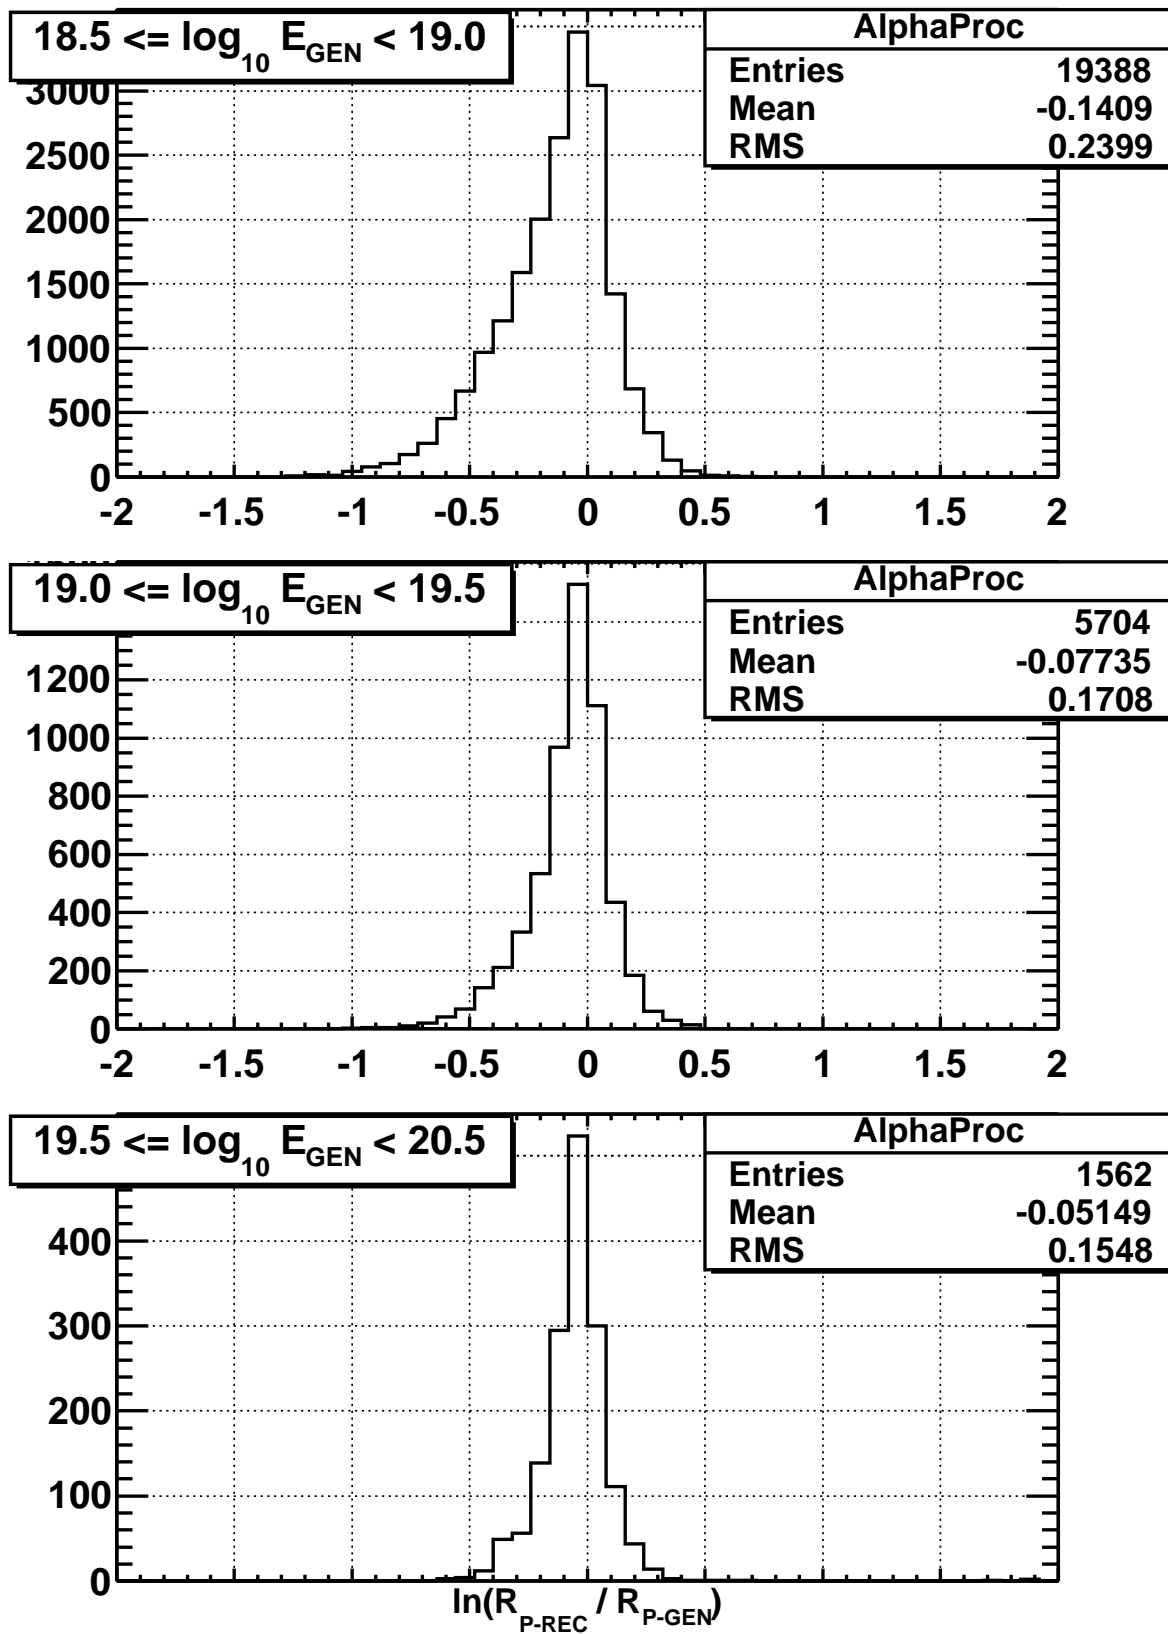 18.5 <= log10 EGEN < 19.0
AlphaProc
Entries 19388
Mean -0.1409
RMS 0.2399
3000
2500
2000
1500
1000
500
0
-2 -1.5 -1 -0.5 0 0.5 1 1.5 2
19.0 <= log10 EGEN < 19.5
AlphaProc
Entries 5704
Mean -0.07735
RMS 0.1708
1200
1000
800
600
400
200
0
-2 -1.5 -1 -0.5 0 0.5 1 1.5 2
19.5 <= log10 EGEN < 20.5
AlphaProc
Entries 1562
Mean -0.05149
RMS 0.1548
400
300
200
100
0
ln(RP-REC / RP-GEN)